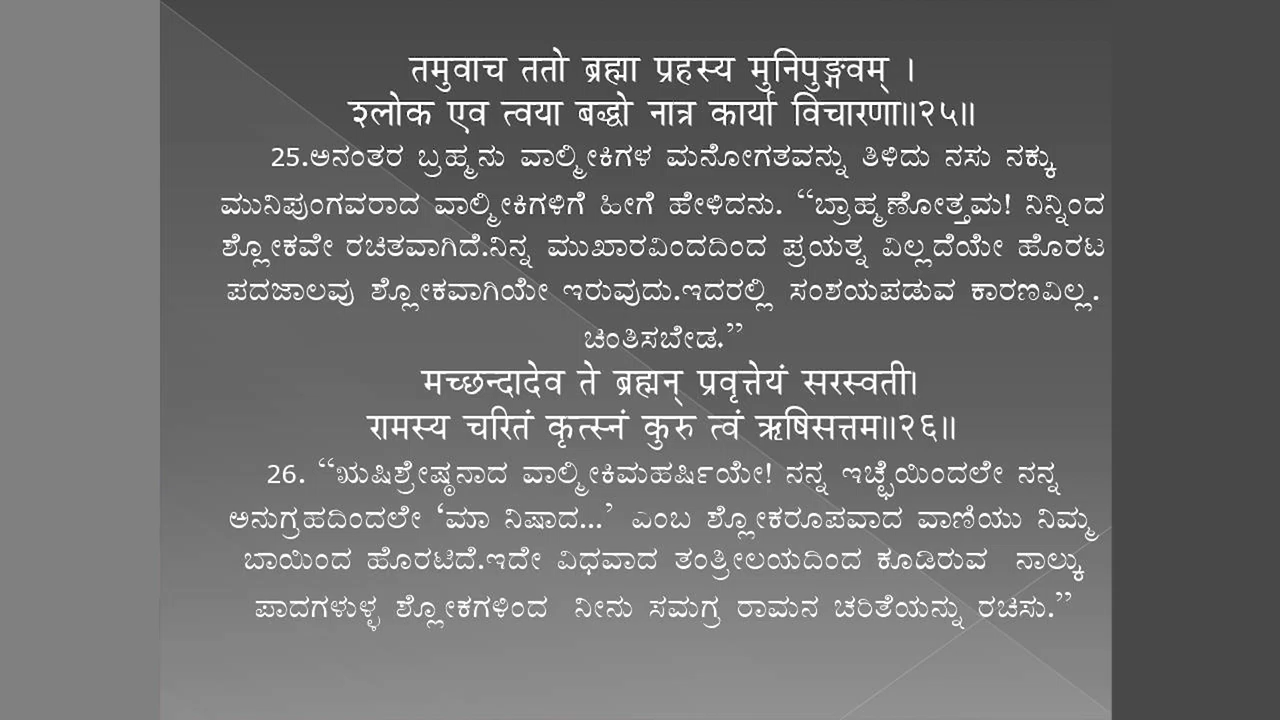 तमुवाच ततो ब्रह्मा प्रहस्य मुनिपुङ्गवम् ।
श्लोक एव त्वया बद्धो नात्र कार्या विचारणा॥२५॥
25.ಅನಂತರ ಬ್ರಹ್ಮನು ವಾಲ್ಮೀಕಿಗಳ ಮನೋಗತವನ್ನು ತಿಳಿದು ನಸು ನಕ್ಕು
ಮುನಿಪುಂಗವರಾದ ವಾಲ್ಮೀಕಿಗಳಿಗೆ ಹೀಗೆ ಹೇಳಿದನು. “ಬ್ರಾಹ್ಮಣೋತ್ತಮ! ನಿನ್ನಿಂದ
ಶ್ಲೋಕವೇ ರಚಿತವಾಗಿದೆ.ನಿನ್ನ ಮುಖಾರವಿಂದದಿಂದ ಪ್ರಯತ್ನ ವಿಲ್ಲದೆಯೇ ಹೊರಟ
ಪದಜಾಲವು ಶ್ಲೋಕವಾಗಿಯೇ ಇರುವುದು.ಇದರಲ್ಲಿ ಸಂಶಯಪಡುವ ಕಾರಣವಿಲ್ಲ.
ಚಿಂತಿಸಬೇಡ.”
मच्छन्दादेव ते ब्रह्मन् प्रवृत्तेयं सरस्वती।
रामस्य चरितं कृत्स्नं कुरु त्वं ऋषिसत्तम॥२६॥
26. “ಋಷಿಶ್ರೇಷ್ಠನಾದ ವಾಲ್ಮೀಕಿಮಹರ್ಷಿಯೇ! ನನ್ನ ಇಚ್ಛೆಯಿಂದಲೇ ನನ್ನ
ಅನುಗ್ರಹದಿಂದಲೇ ‘ಮಾ ನಿಷಾದ...’ ಎಂಬ ಶ್ಲೋಕರೂಪವಾದ ವಾಣಿಯು ನಿಮ್ಮ
ಬಾಯಿಂದ ಹೊರಟಿದೆ.ಇದೇ ವಿಧವಾದ ತಂತ್ರೀಲಯದಿಂದ ಕೂಡಿರುವ ನಾಲ್ಕು
ಪಾದಗಳುಳ್ಳ ಶ್ಲೋಕಗಳಿಂದ ನೀನು ಸಮಗ್ರ ರಾಮನ ಚರಿತೆಯನ್ನು ರಚಿಸು.”